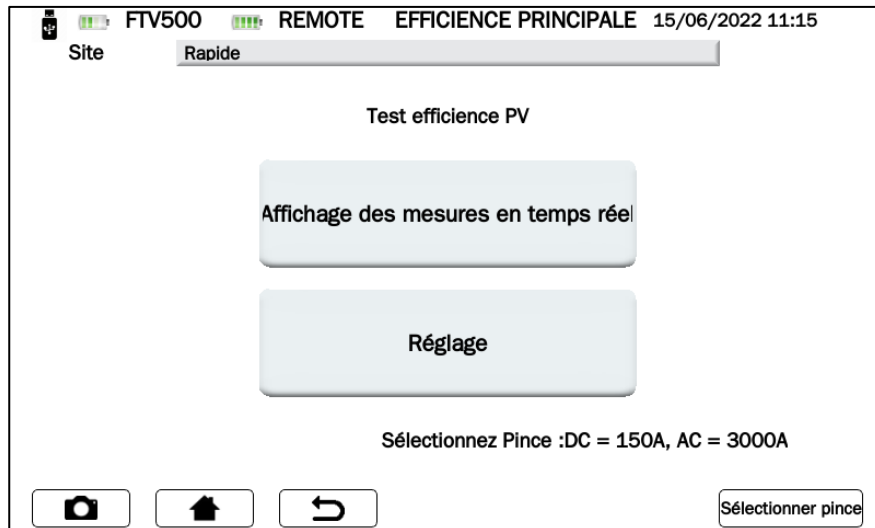 FTV500 REMOTE EFFICIENCE PRINCIPALE 15/06/2022 11:15
Site Rapide
Test efficience PV
Affichage des mesures en temps réel
Réglage
Sélectionnez Pince :DC = 150A, AC = 3000A
Sélectionner pince